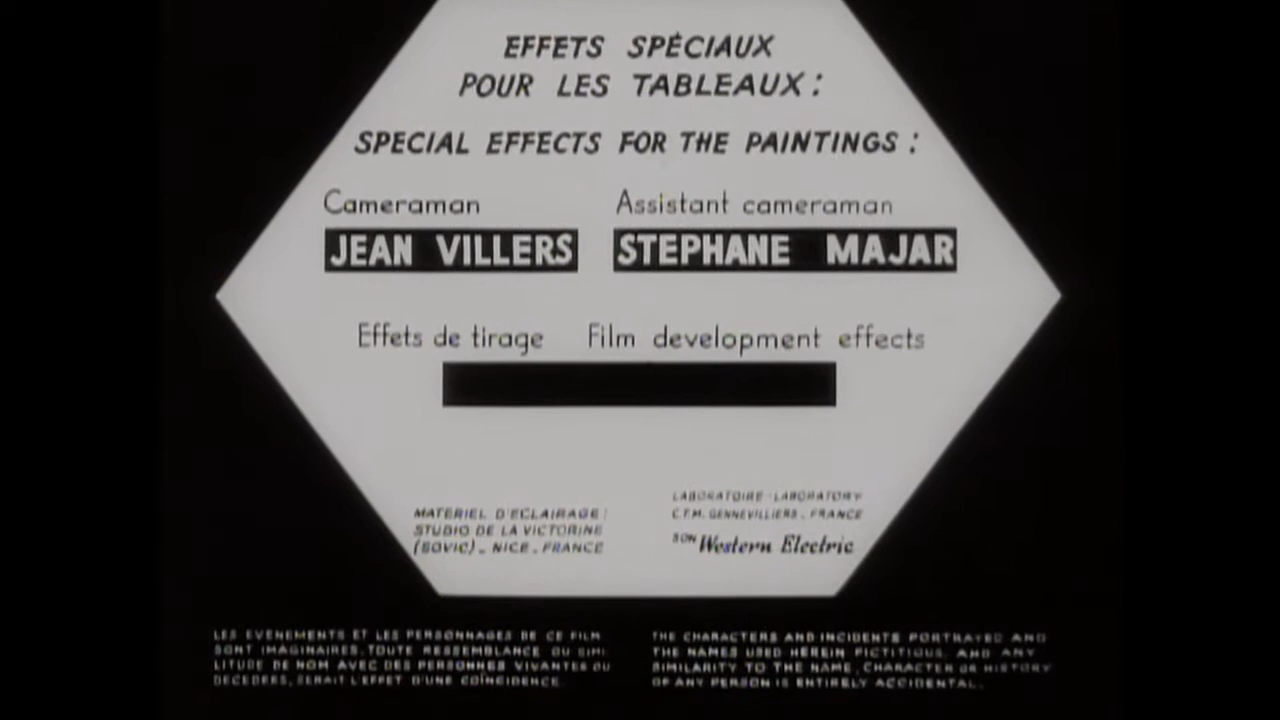 EFFETS SPÉCIAUX
POUR LES TABLEAUX:
SPECIAL EFFECTS FOR THE PAINTINGS:
Cameraman Assistant cameraman
JEAN VILLERS STEPHANE MAJAR
Effets de tirage Film development effects
MATERIEL D'ECLAIRAGE:
STUDIO DE LA VICTORINE
(SOVIC)_ NICE_FRANCE
LABORATOIRE-LABORATORY
C.T.M. GENNEVILLIERS_FRANCE
SON Western Electric
LES EVENEMENTS ET LES PERSONNAGES DE CE FILM
SONT IMAGINAIRES. TOUTE RESSEMBLANCE OU SIMI-
LITUDE DE NOM AVEC DES PERSONNES VIVANTES OU
DECEDEES, SERAIT L'EFFET D'UNE COÏNCIDENCE.
THE CHARACTERS AND INCIDENTS PORTRAYED AND
THE NAMES USED HEREIN FICTITIOUS, AND ANY
SIMILARITY TO THE NAME, CHARACTER OR HISTORY
OF ANY PERSON IS ENTIRELY ACCIDENTAL.